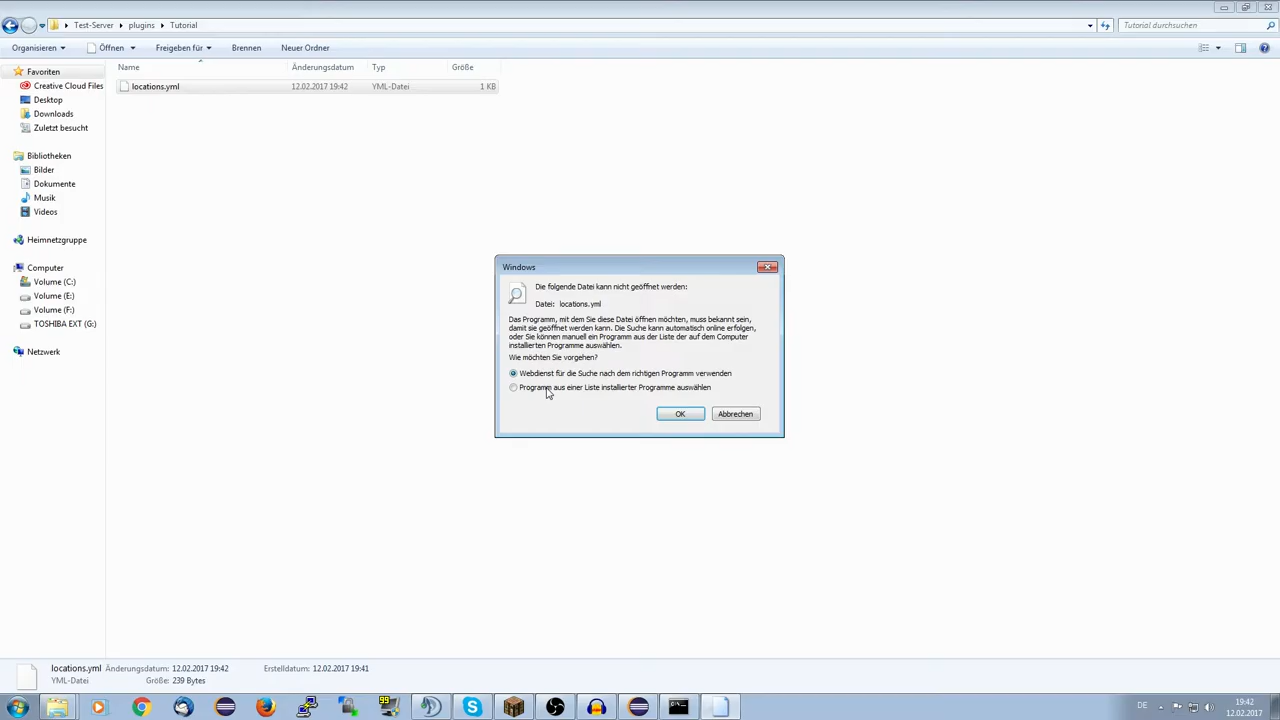 Test-Server
plugins
Tutorial
Tutorial durchsuchen
Organisieren
Öffnen
Freigeben für
Brennen
Neuer Ordner
Favoriten
Creative Cloud Files
Desktop
Downloads
Zuletzt besucht
Bibliotheken
Bilder
Dokumente
Musik
Videos
Heimnetzgruppe
Computer
Volume (C:)
Volume (E:)
Volume (F:)
TOSHIBA EXT (G:)
Netzwerk
Name Änderungsdatum Typ Größe
locations.yml 12.02.2017 19:42 YML-Datei 1 KB
Windows
Die folgende Datei kann nicht geöffnet werden:
Datei: locations.yml
Das Programm, mit dem Sie diese Datei öffnen möchten, muss bekannt sein,
damit sie geöffnet werden kann. Die Suche kann automatisch online erfolgen,
oder Sie können manuell ein Programm aus der Liste der auf dem Computer
installierten Programme auswählen.
Wie möchten Sie vorgehen?
Webdienst für die Suche nach dem richtigen Programm verwenden
Programm aus einer Liste installierter Programme auswählen
OK
Abbrechen
locations.yml Änderungsdatum: 12.02.2017 19:42 Erstelldatum: 12.02.2017 19:41
YML-Datei Größe: 239 Bytes
99
DE
19:42
12.02.2017